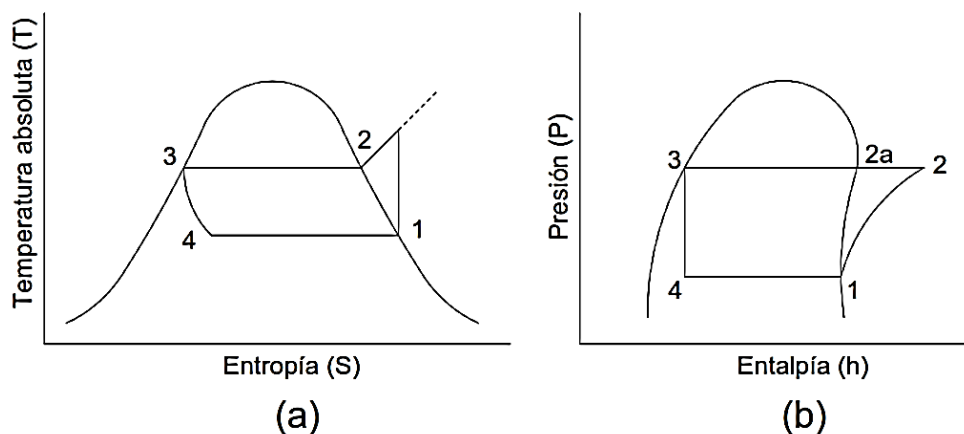 Temperatura absoluta (T)
3
2
4
1
Entropía (S)
(a)
Presión (P)
3
2a
2
4
1
Entalpía (h)
(b)